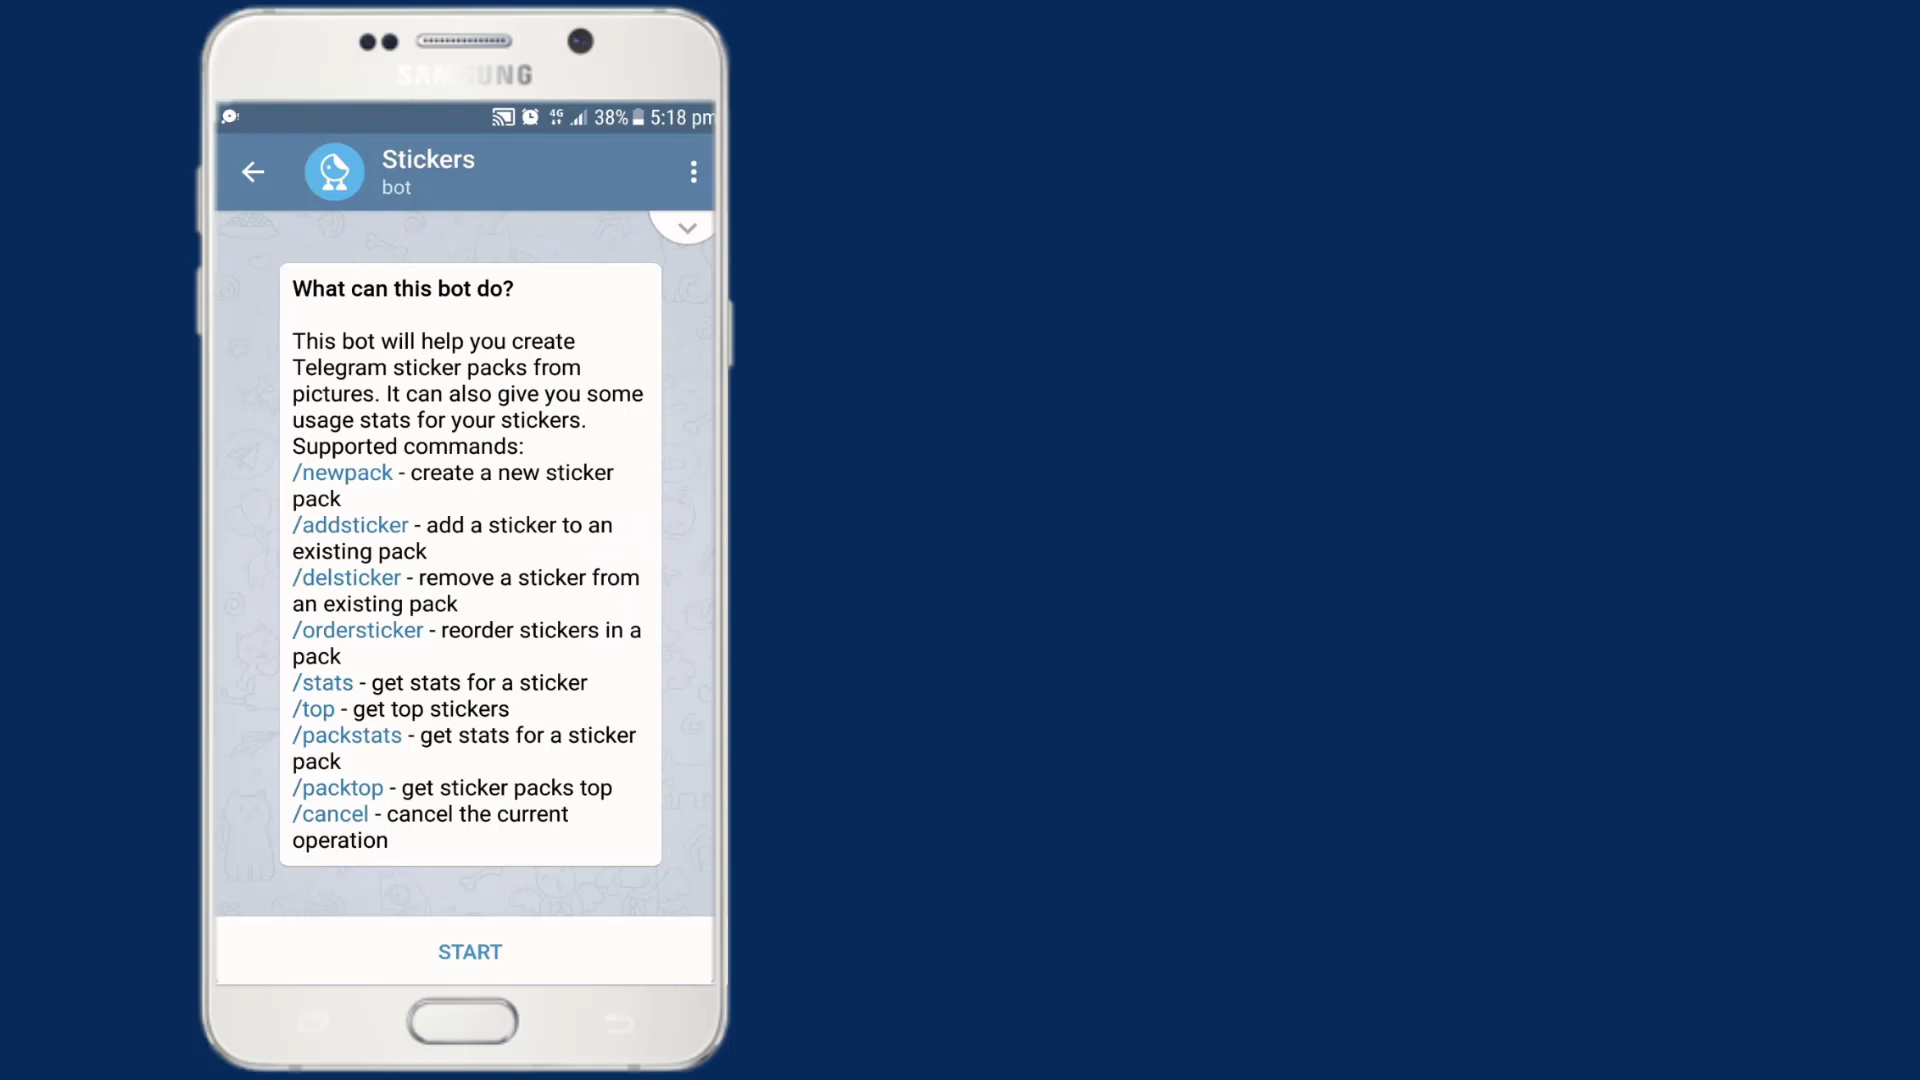 SAMSUNG
4G 38% 5:18 pm
Stickers
bot
What can this bot do?
This bot will help you create
Telegram sticker packs from
pictures. It can also give you some
usage stats for your stickers.
Supported commands:
/newpack - create a new sticker
pack
/addsticker - add a sticker to an
existing pack
/delsticker - remove a sticker from
an existing pack
/ordersticker - reorder stickers in a
pack
/stats - get stats for a sticker
/top - get top stickers
/packstats - get stats for a sticker
pack
/packtop - get sticker packs top
/cancel - cancel the current
operation
START